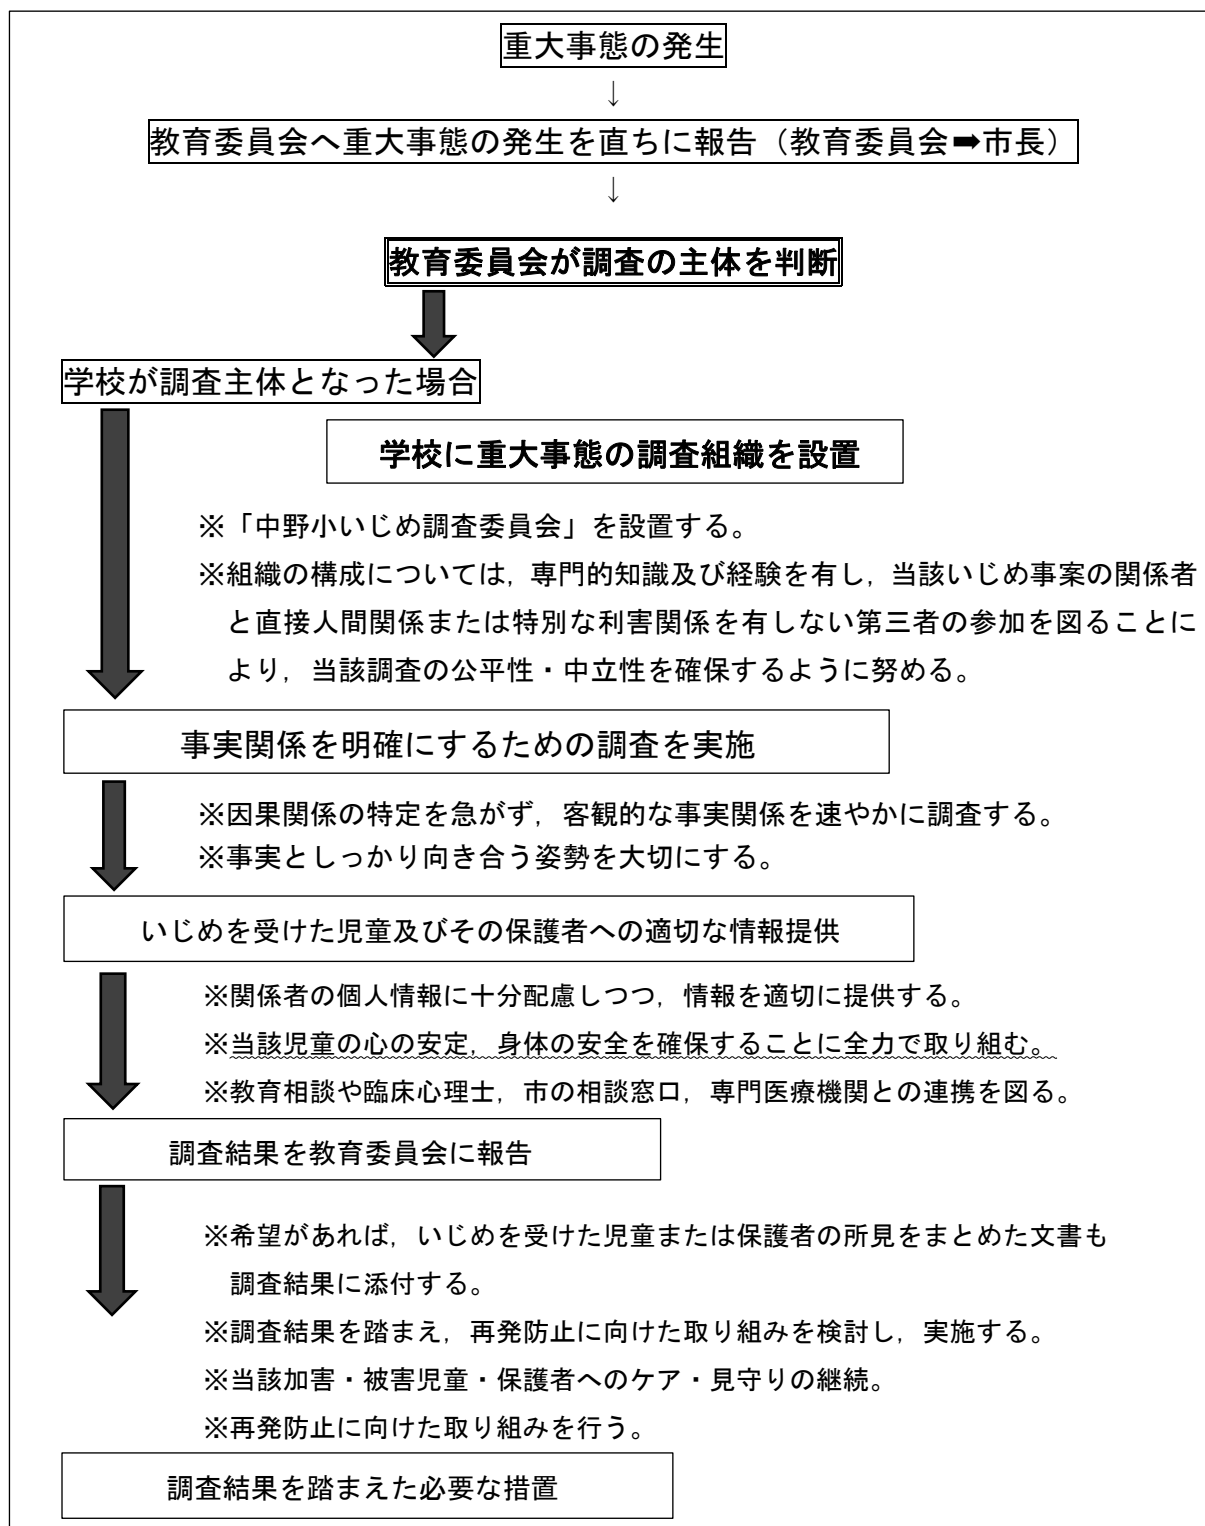 重大事態の発生
↓
教育委員会へ重大事態の発生を直ちに報告（教育委員会➡市長）
↓
教育委員会が調査の主体を判断
学校が調査主体となった場合
学校に重大事態の調査組織を設置
※「中野小いじめ調査委員会」を設置する。
※組織の構成については，専門的知識及び経験を有し，当該いじめ事案の関係者
と直接人間関係または特別な利害関係を有しない第三者の参加を図ることに
より，当該調査の公平性・中立性を確保するように努める。
事実関係を明確にするための調査を実施
※因果関係の特定を急がず，客観的な事実関係を速やかに調査する。
※事実としっかり向き合う姿勢を大切にする。
いじめを受けた児童及びその保護者への適切な情報提供
※関係者の個人情報に十分配慮しつつ，情報を適切に提供する。
※当該児童の心の安定，身体の安全を確保することに全力で取り組む。
※教育相談や臨床心理士，市の相談窓口，専門医療機関との連携を図る。
調査結果を教育委員会に報告
※希望があれば，いじめを受けた児童または保護者の所見をまとめた文書も
調査結果に添付する。
※調査結果を踏まえ，再発防止に向けた取り組みを検討し，実施する。
※当該加害・被害児童・保護者へのケア・見守りの継続。
※再発防止に向けた取り組みを行う。
調査結果を踏まえた必要な措置